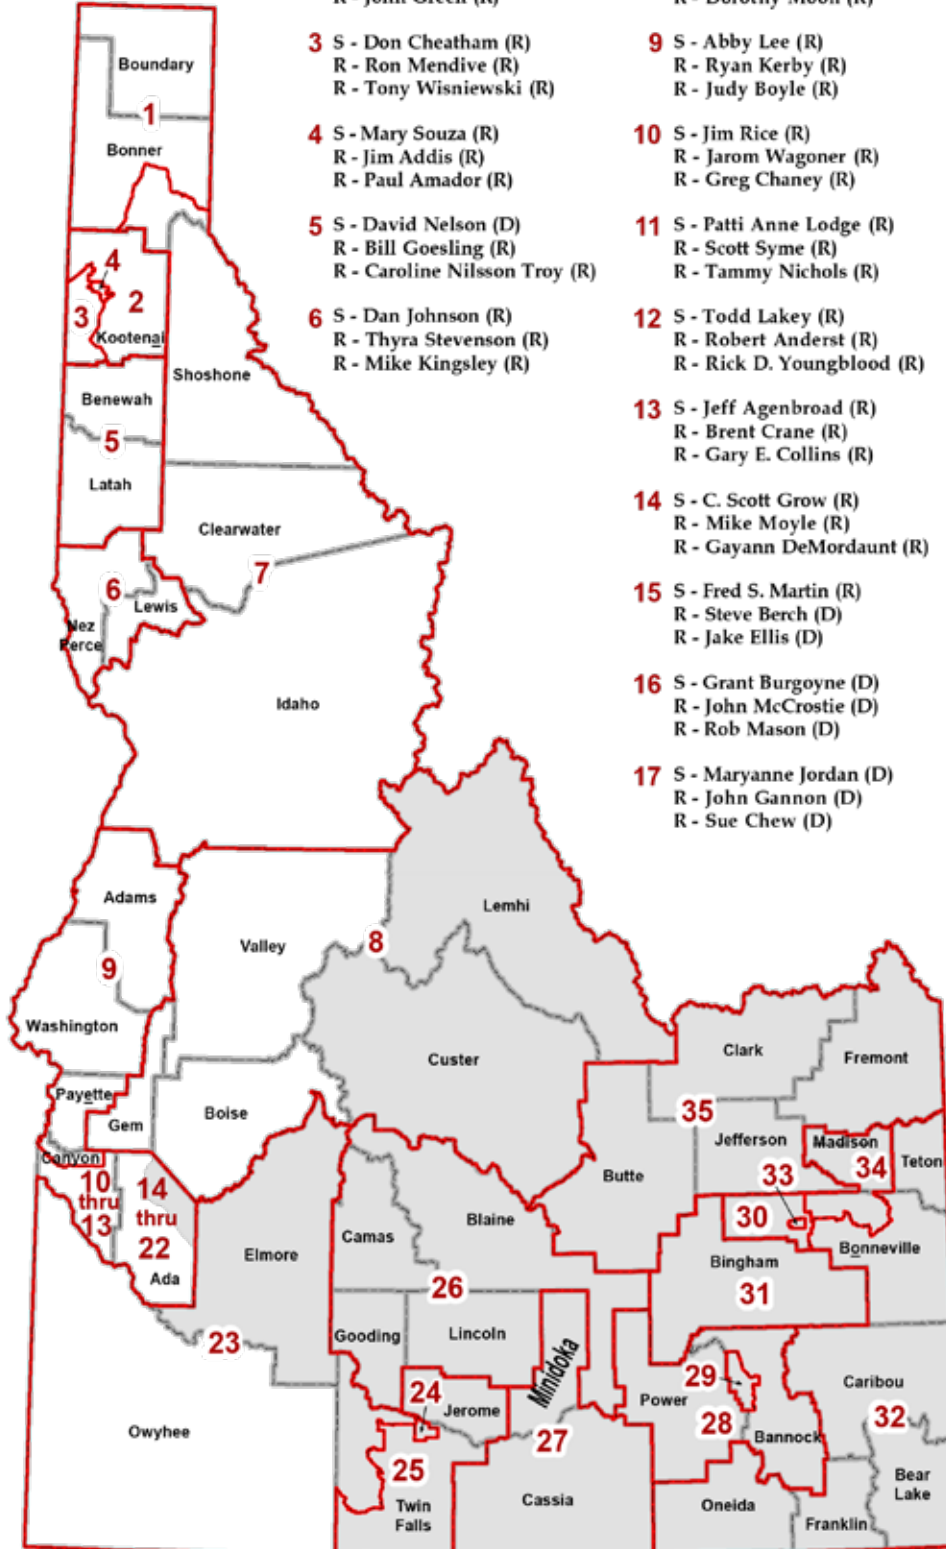 R - John Green (R)
3 S - Don Cheatham (R)
R - Ron Mendive (R)
R - Tony Wisniewski (R)
4 S - Mary Souza (R)
R - Jim Addis (R)
R - Paul Amador (R)
5 S - David Nelson (D)
R - Bill Goesling (R)
R - Caroline Nilsson Troy (R)
6 S - Dan Johnson (R)
R - Thyra Stevenson (R)
R - Mike Kingsley (R)
R - Dorothy Moon (R)
9 S - Abby Lee (R)
R - Ryan Kerby (R)
R - Judy Boyle (R)
10 S - Jim Rice (R)
R - Jarom Wagoner (R)
R - Greg Chaney (R)
11 S - Patti Anne Lodge (R)
R - Scott Syme (R)
R - Tammy Nichols (R)
12 S - Todd Lakey (R)
R - Robert Anderst (R)
R - Rick D. Youngblood (R)
13 S - Jeff Agenbroad (R)
R - Brent Crane (R)
R - Gary E. Collins (R)
14 S - C. Scott Grow (R)
R - Mike Moyle (R)
R - Gayann DeMordaunt (R)
15 S - Fred S. Martin (R)
R - Steve Berch (D)
R - Jake Ellis (D)
16 S - Grant Burgoyne (D)
R - John McCrostie (D)
R - Rob Mason (D)
17 S - Maryanne Jordan (D)
R - John Gannon (D)
R - Sue Chew (D)
Boundary
1
Bonner
4
2
3
Kootenai
Shoshone
Benewah
5
Latah
Clearwater
7
6
Lewis
Nez
Perce
Idaho
Adams
Lemhi
Valley
8
9
Washington
Custer
Clark
Fremont
Payette
Gem
Boise
35
Jefferson
Madison
Canyon
Teton
33
34
Butte
10
thru
13
14
thru
22
Ada
30
Blaine
Camas
Elmore
Bonneville
Bingham
31
26
23
Gooding
Lincoln
Minidoka
29
Caribou
24
Jerome
Power
28
32
Owyhee
27
Bannock
25
Bear
Lake
Cassia
Twin
Falls
Oneida
Franklin